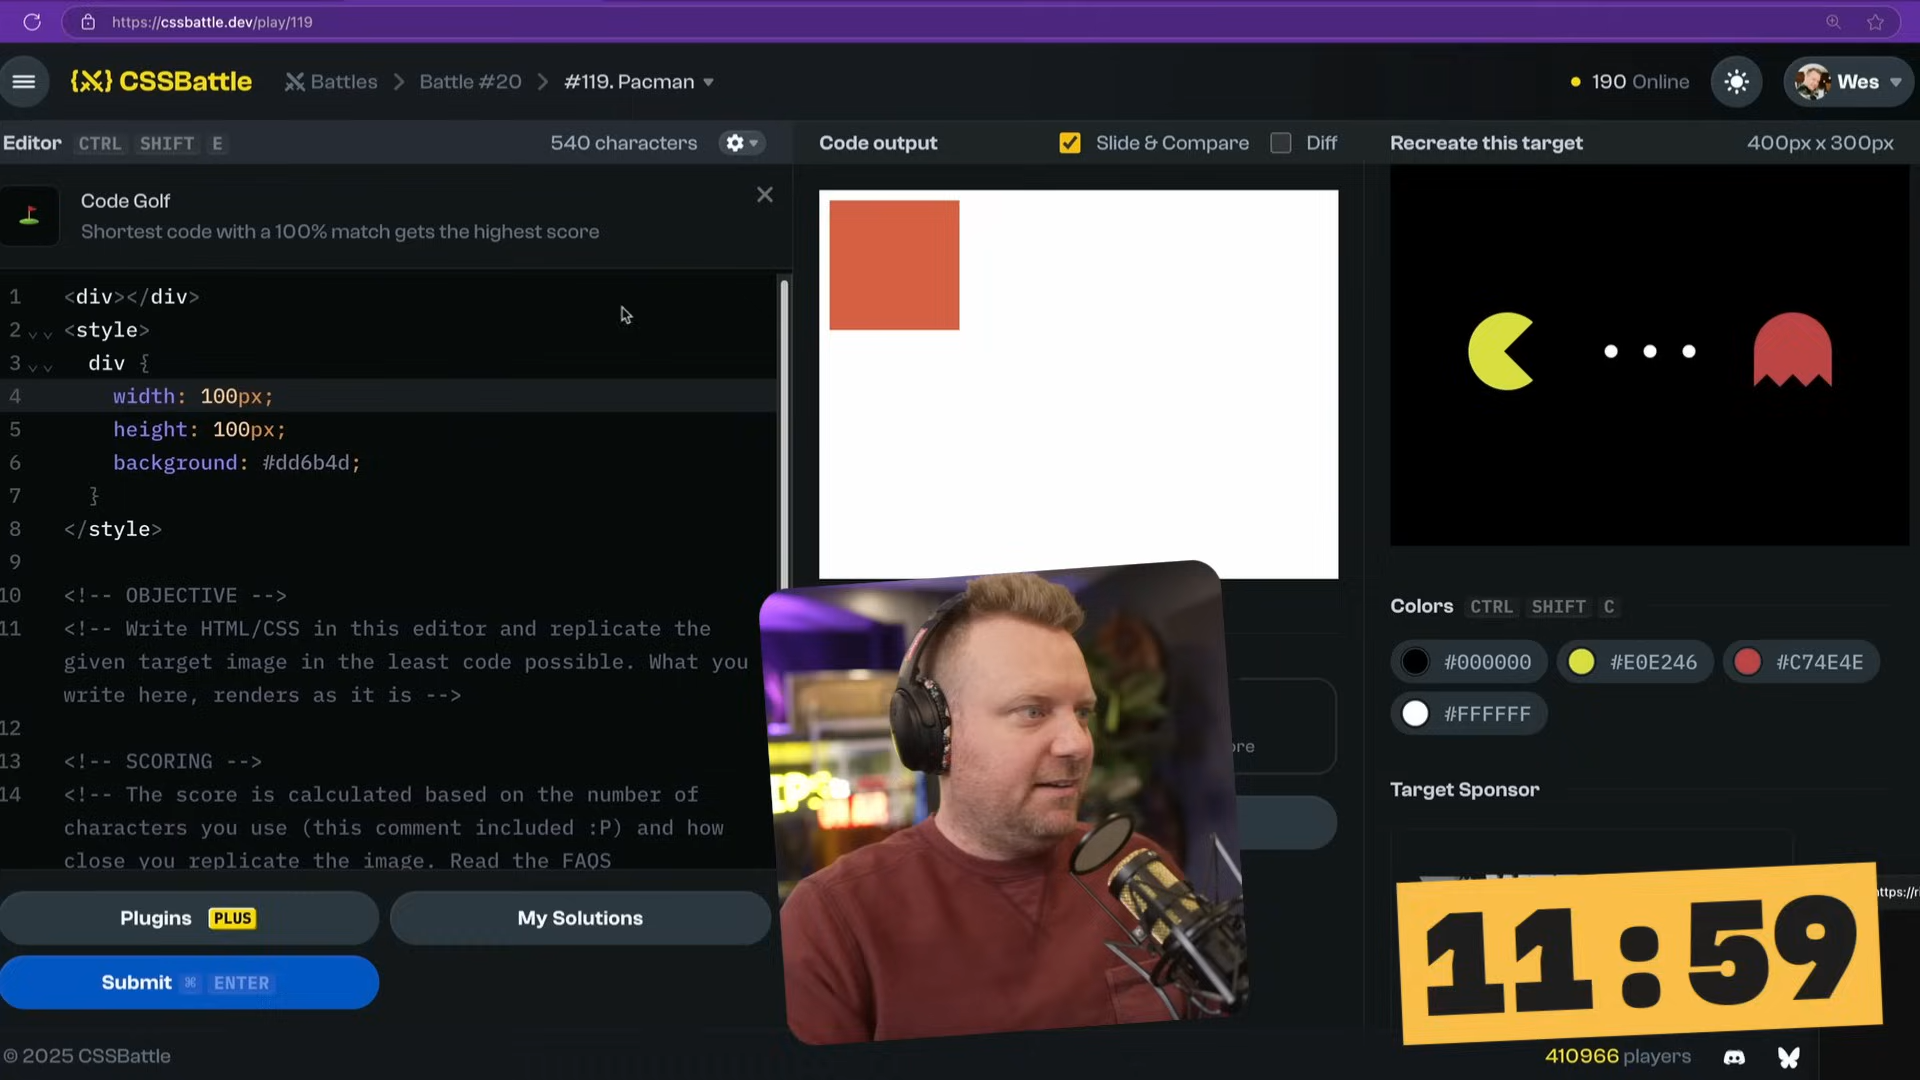 https://cssbattle.dev/play/119
CSSBattle
Battles
Battle #20
#119. Pacman
190 Online
Wes
Editor CTRL SHIFT E
540 characters
Code output
Slide & Compare
Diff
Recreate this target
400px x 300px
Code Golf
Shortest code with a 100% match gets the highest score
1 <div></div>
2 <style>
3 div {
4 width: 100px;
5 height: 100px;
6 background: #dd6b4d;
7 }
8 </style>
9
10 <!-- OBJECTIVE -->
11 <!-- Write HTML/CSS in this editor and replicate the
given target image in the least code possible. What you
write here, renders as it is -->
12
13 <!-- SCORING -->
14 <!-- The score is calculated based on the number of
characters you use (this comment included :P) and how
close you replicate the image. Read the FAQS
Colors CTRL SHIFT C
#000000
#E0E246
#C74E4E
#FFFFFF
Target Sponsor
Plugins PLUS
My Solutions
Submit ⌘ ENTER
11:59
© 2025 CSSBattle
410966 players